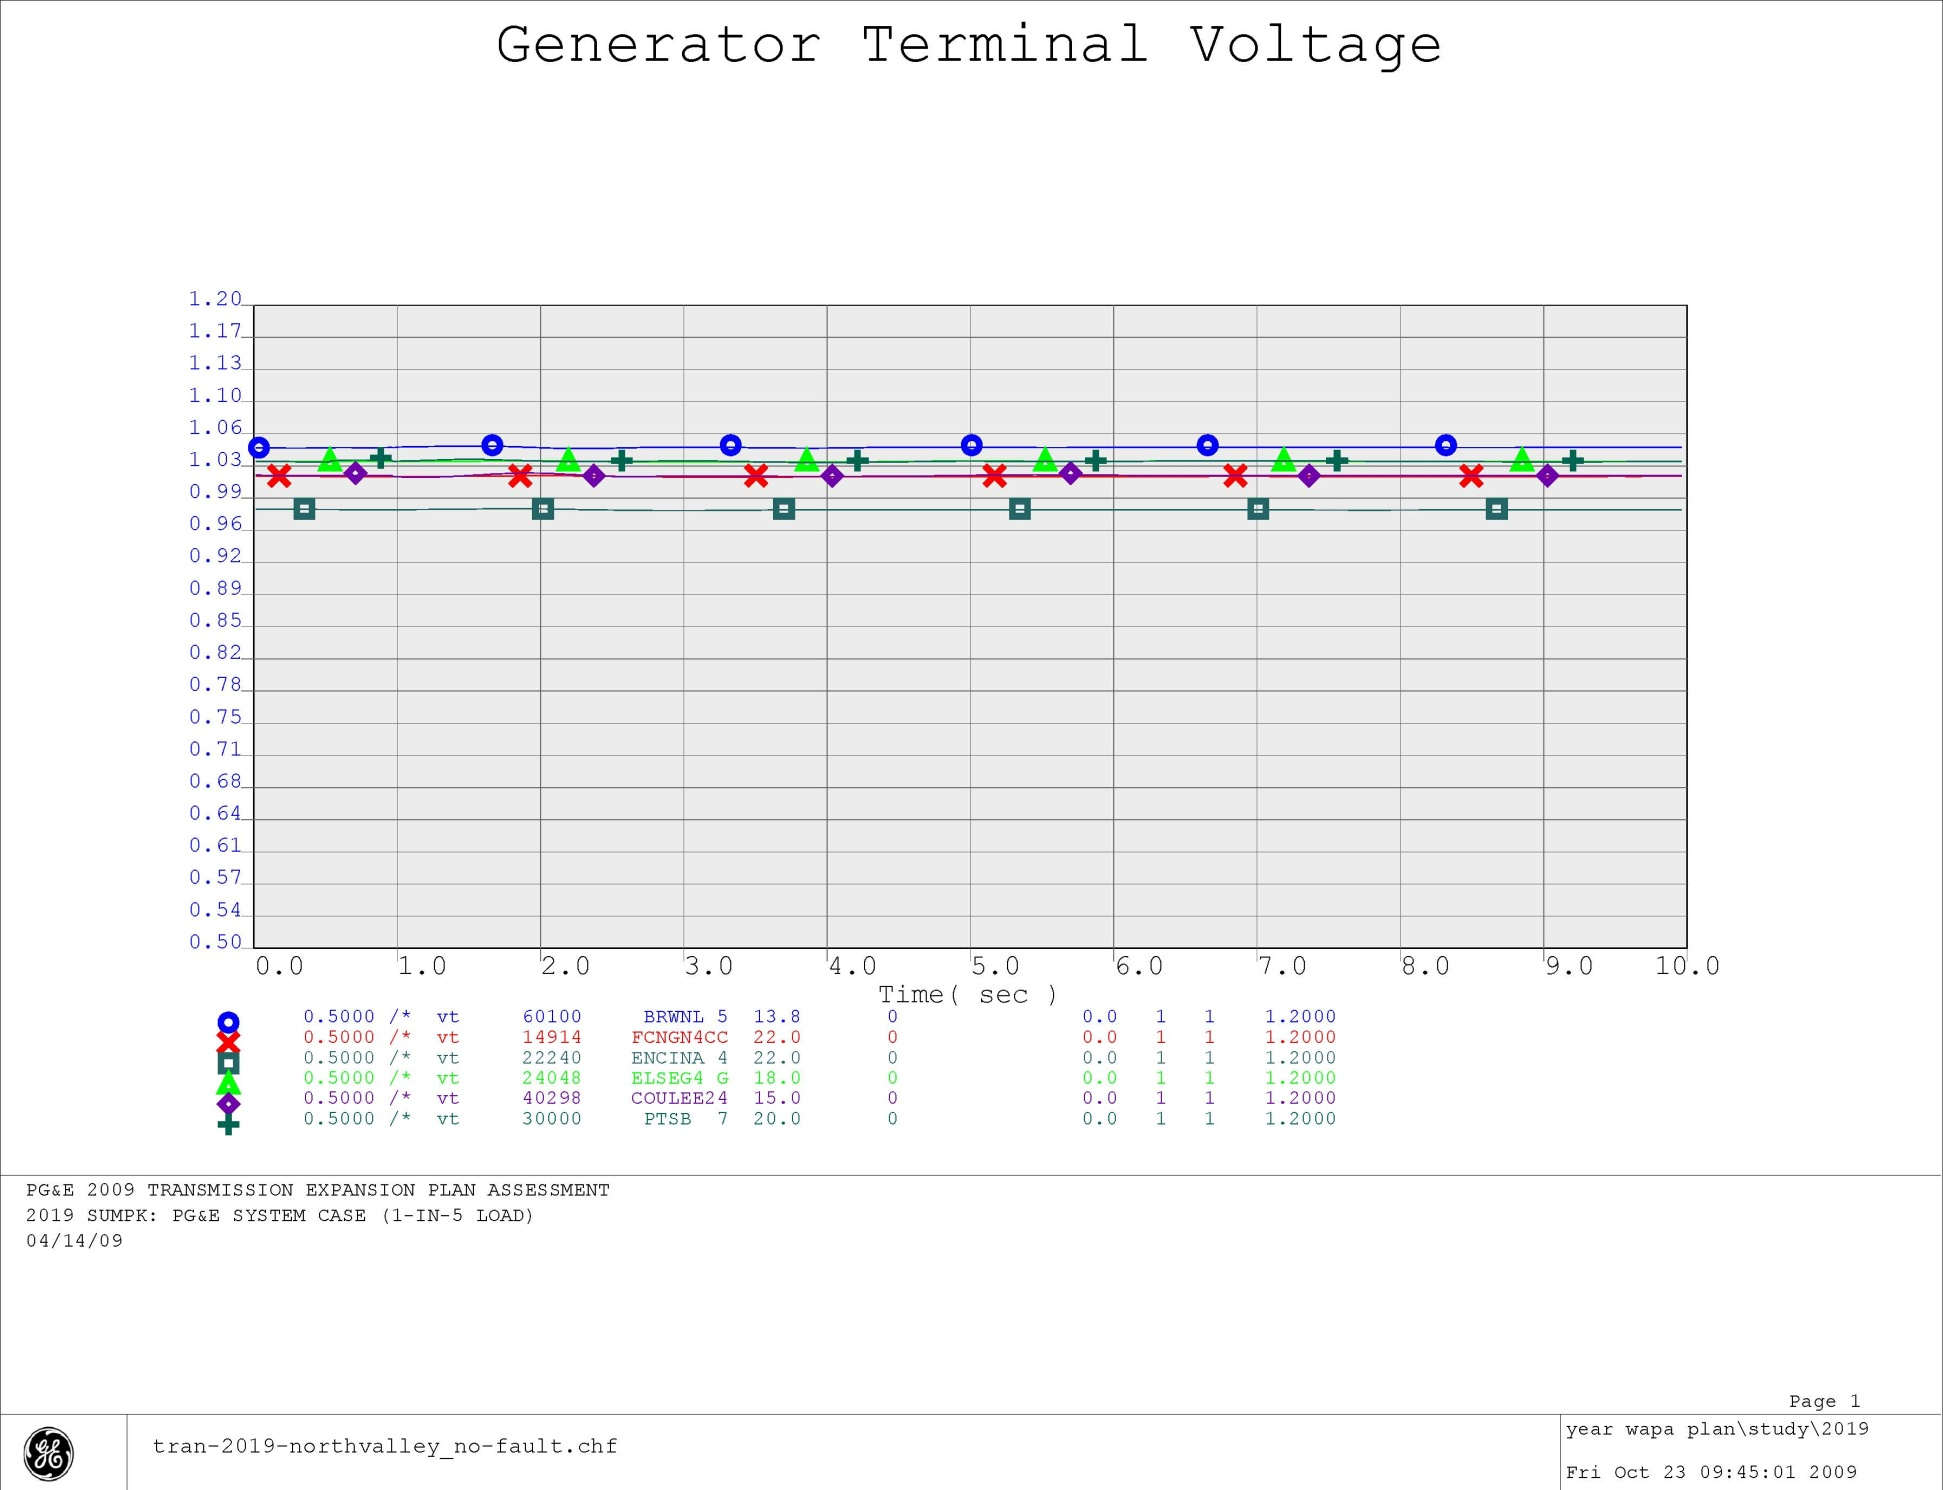 Generator Terminal Voltage
1.20
1.17
1.13
1.10
1.06
1.03
0.99
0.96
0.92
0.89
0.85
0.82
0.78
0.75
0.71
0.68
0.64
0.61
0.57
0.54
0.50
0.0 1.0 2.0 3.0 4.0 5.0 6.0 7.0 8.0 9.0 10.0
Time( sec )
0.5000 /* vt 60100 BRWNL 5 13.8 0 0.0 1 1 1.2000
0.5000 /* vt 14914 FCNGN4CC 22.0 0 0.0 1 1 1.2000
0.5000 /* vt 22240 ENCINA 4 22.0 0 0.0 1 1 1.2000
0.5000 /* vt 24048 ELSEG4 G 18.0 0 0.0 1 1 1.2000
0.5000 /* vt 40298 COULEE24 15.0 0 0.0 1 1 1.2000
0.5000 /* vt 30000 PTSB 7 20.0 0 0.0 1 1 1.2000
PG&E 2009 TRANSMISSION EXPANSION PLAN ASSESSMENT
2019 SUMPK: PG&E SYSTEM CASE (1-IN-5 LOAD)
04/14/09
Page 1
GE
tran-2019-northvalley_no-fault.chf
year wapa plan\study\2019
Fri Oct 23 09:45:01 2009